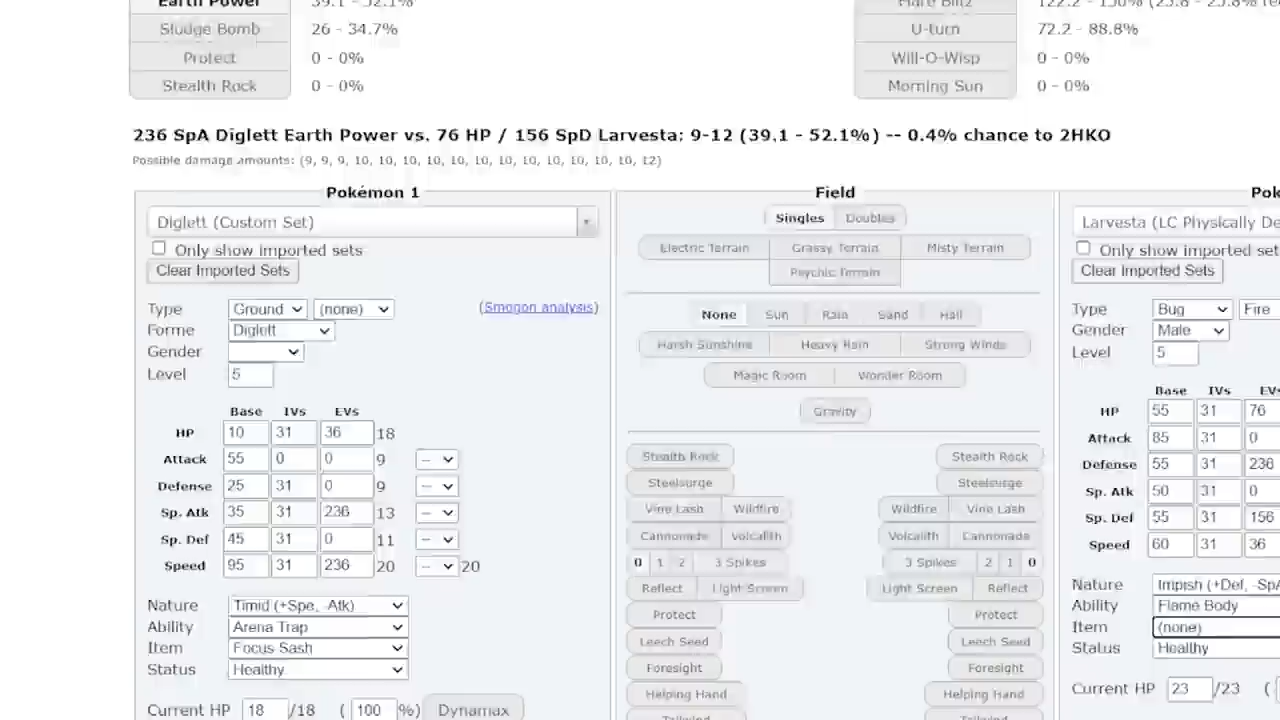 Earth Power 39.1 - 52.1% Flare Blitz
Sludge Bomb 26 - 34.7% U-turn 72.2 - 88.8%
Protect 0 - 0% Will-O-Wisp 0 - 0%
Stealth Rock 0 - 0% Morning Sun 0 - 0%
236 SpA Diglett Earth Power vs. 76 HP / 156 SpD Larvesta: 9-12 (39.1 - 52.1%) -- 0.4% chance to 2HKO
Possible damage amounts: (9, 9, 9, 10, 10, 10, 10, 10, 10, 10, 10, 10, 10, 10, 10, 12)
Pokémon 1
Diglett (Custom Set)
Only show imported sets
Clear Imported Sets
Type Ground (none) (Smogon analysis)
Forme Diglett
Gender
Level 5
Base IVs EVs
HP 10 31 36 18
Attack 55 0 0 9 --
Defense 25 31 0 9 --
Sp. Atk 35 31 236 13 --
Sp. Def 45 31 0 11 --
Speed 95 31 236 20 -- 20
Nature Timid (+Spe, -Atk)
Ability Arena Trap
Item Focus Sash
Status Healthy
Current HP 18 /18 ( 100 %) Dynamax
Field
Singles Doubles
Electric Terrain Grassy Terrain Misty Terrain
Psychic Terrain
None Sun Rain Sand Hail
Harsh Sunshine Heavy Rain Strong Winds
Magic Room Wonder Room
Gravity
Stealth Rock Stealth Rock
Steelsurge Steelsurge
Vine Lash Wildfire Wildfire Vine Lash
Cannonade Volcalith Volcalith Cannonade
0 1 2 3 Spikes 3 Spikes 2 1 0
Reflect Light Screen Light Screen Reflect
Protect Protect
Leech Seed Leech Seed
Foresight Foresight
Helping Hand Helping Hand
Tailwind Tailwind
Pok
Larvesta (LC Physically De
Only show imported set
Clear Imported Sets
Type Bug Fire
Gender Male
Level 5
Base IVs EVs
HP 55 31 76
Attack 85 31 0
Defense 55 31 236
Sp. Atk 50 31 0
Sp. Def 55 31 156
Speed 60 31 36
Nature Impish (+Def, -SpA
Ability Flame Body
Item (none)
Status Healthy
Current HP 23 /23 (